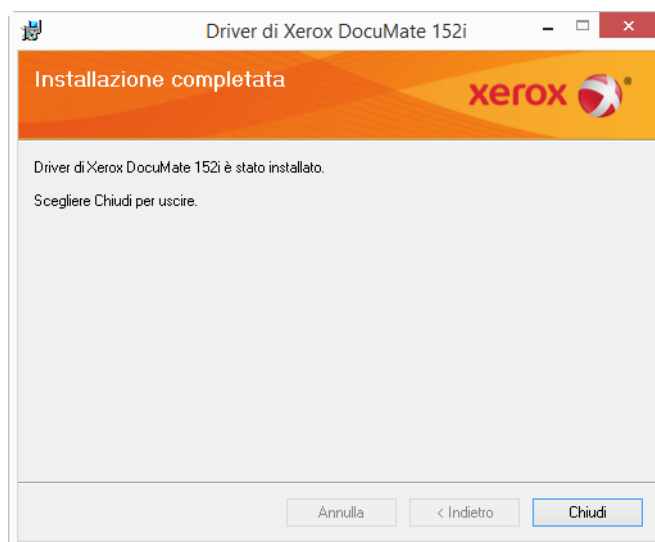 Driver di Xerox DocuMate 152i
Installazione completata
xerox
Driver di Xerox DocuMate 152i è stato installato.
Scegliere Chiudi per uscire.
Annulla
< Indietro
Chiudi